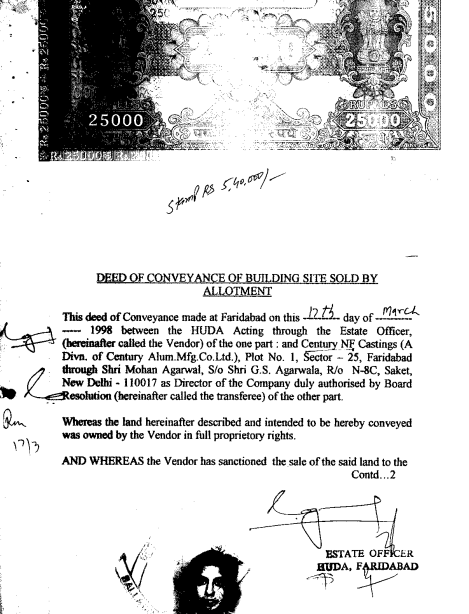 25000
25000
RUPEES
25000
Rs 25000
Stamp RS 5,40,000/-
DEED OF CONVEYANCE OF BUILDING SITE SOLD BY
ALLOTMENT
This deed of Conveyance made at Faridabad on this 17th day of March
----- 1998 between the HUDA Acting through the Estate Officer,
(hereinafter called the Vendor) of the one part : and Century NF Castings (A
Divn. of Century Alum.Mfg.Co.Ltd.), Plot No. 1, Sector – 25, Faridabad
through Shri Mohan Agarwal, S/o Shri G.S. Agarwala, R/o N-8C, Saket,
New Delhi - 110017 as Director of the Company duly authorised by Board
Resolution (hereinafter called the transferee) of the other part.
17/3
Whereas the land hereinafter described and intended to be hereby conveyed
was owned by the Vendor in full proprietory rights.
AND WHEREAS the Vendor has sanctioned the sale of the said land to the
Contd...2
ESTATE OFFICER
HUDA, FARIDABAD